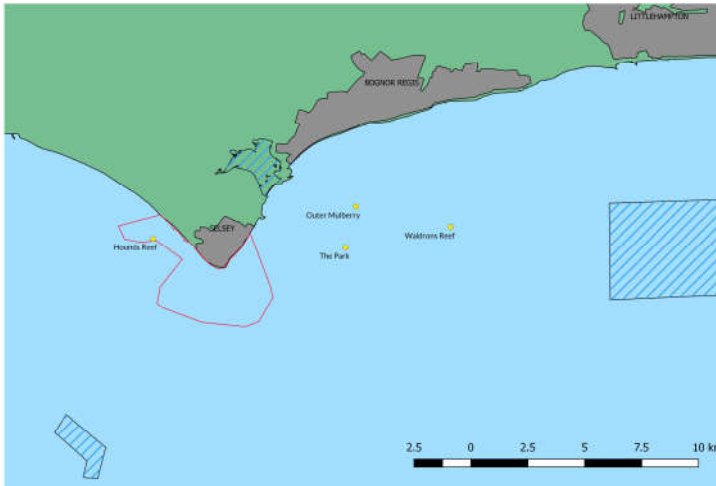 LITTLEHAMPTON
BOGNOR REGIS
Outer Mulberry
SELSEY
Waldrons Reef
Hounds Reef
The Park
2.5 0 2.5 5 7.5 10 km